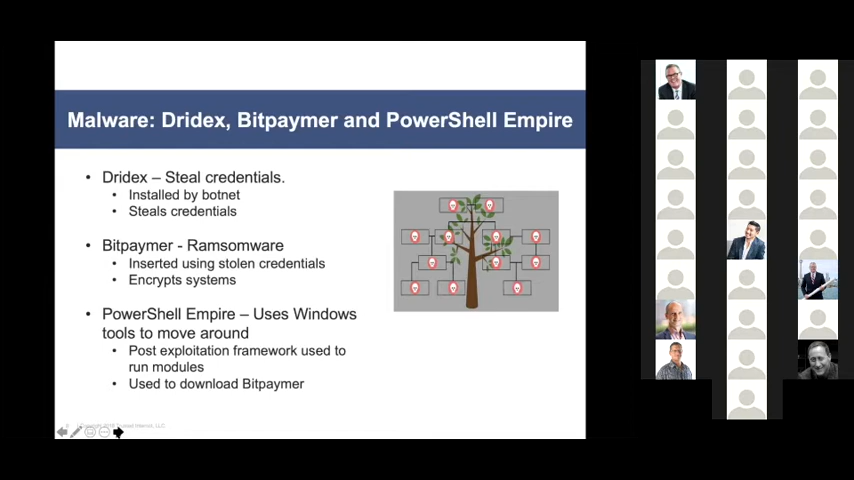 Malware: Dridex, Bitpaymer and PowerShell Empire
• Dridex – Steal credentials.
• Installed by botnet
• Steals credentials
• Bitpaymer - Ramsomware
• Inserted using stolen credentials
• Encrypts systems
• PowerShell Empire – Uses Windows
tools to move around
• Post exploitation framework used to
run modules
• Used to download Bitpaymer
Internet, LLC